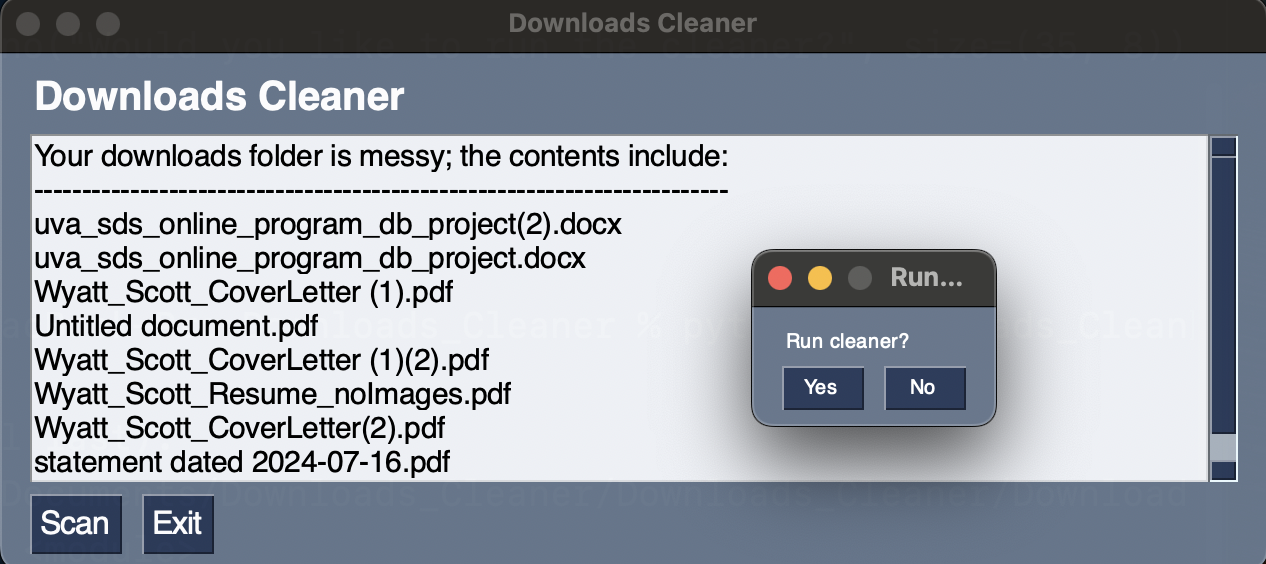 Downloads Cleaner
Downloads Cleaner
Your downloads folder is messy; the contents include:
--------------------------------------------------------------------------
uva_sds_online_program_db_project(2).docx
uva_sds_online_program_db_project.docx
Wyatt_Scott_CoverLetter (1).pdf
Untitled document.pdf
Wyatt_Scott_CoverLetter (1)(2).pdf
Wyatt_Scott_Resume_noImages.pdf
Wyatt_Scott_CoverLetter(2).pdf
statement dated 2024-07-16.pdf
Run...
Run cleaner?
Yes No
Scan Exit